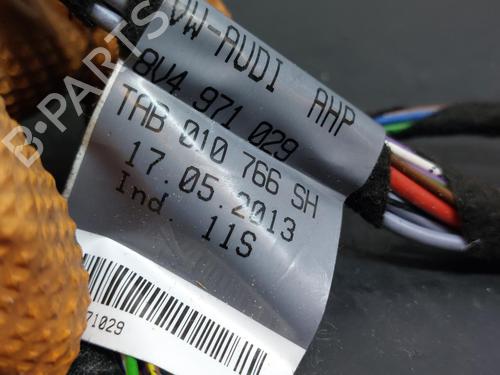 VW-AUDI AHP
8V4 971 029
TAB 010 766 SH
17.05.2013
Ind. 11S
71029
B-PARTS